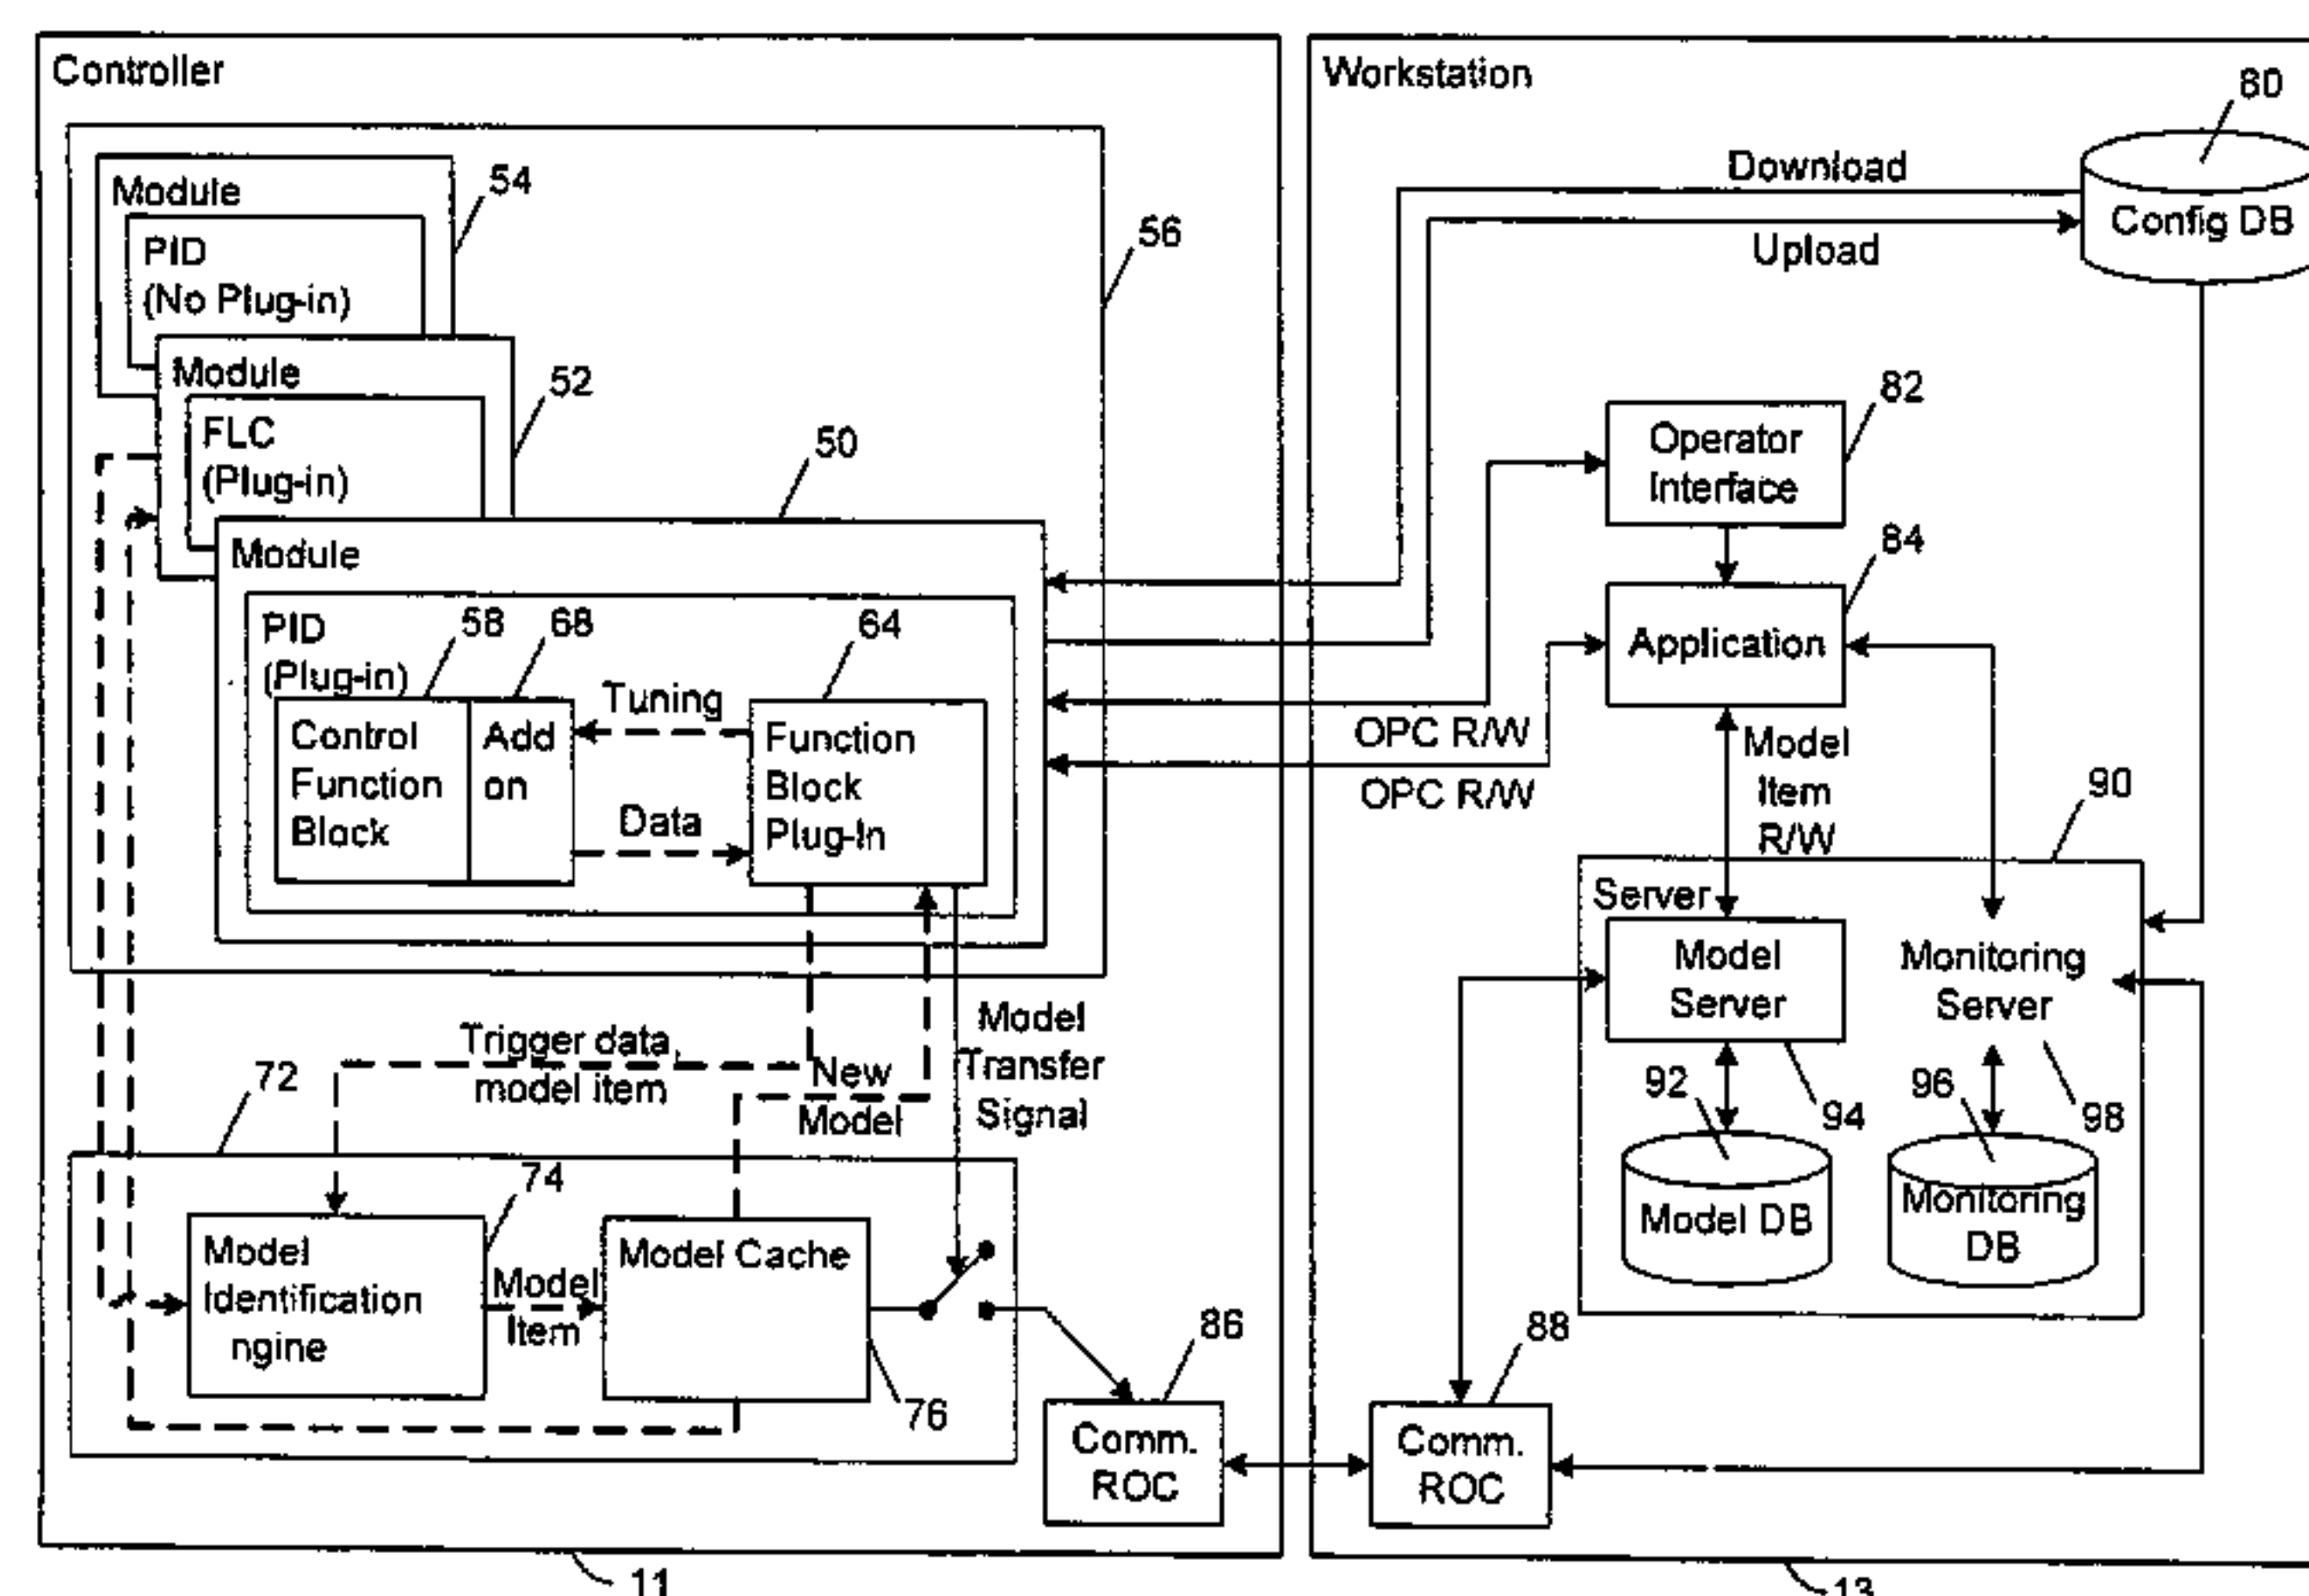 Controller
Workstation
80
Module
54
PID
(No Plug-in)
56
Download
Config DB
Upload
Module
52
FLC
(Plug-in)
50
82
Operator
Interface
Module
84
PID
(Plug-in)
58
68
64
Application
Control
Function
Block
Add
on
Tuning
Data
Function
Block
Plug-In
OPC R/W
OPC R/W
Model
Item
R/W
90
Server
Model
Server
Monitoring
Server
Trigger data,
model item
New
Model
Model
Transfer
Signal
72
92
94
96
98
Model DB
Monitoring
DB
74
Model
Identification
ngine
Model
Item
Model Cache
76
86
88
Comm.
ROC
Comm.
ROC
11
13